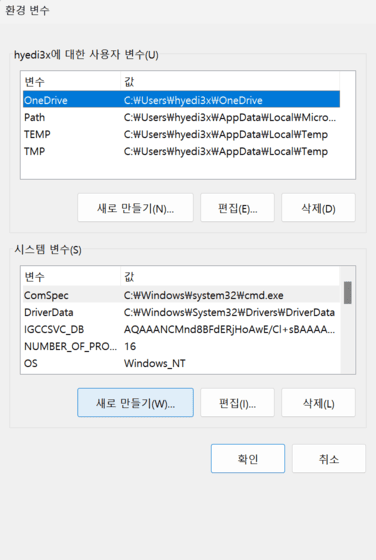 환경 변수
hyedi3x에 대한 사용자 변수(U)
변수 값
OneDrive C:₩Users₩hyedi3x₩OneDrive
Path C:₩Users₩hyedi3x₩AppData₩Local₩Micro...
TEMP C:₩Users₩hyedi3x₩AppData₩Local₩Temp
TMP C:₩Users₩hyedi3x₩AppData₩Local₩Temp
새로 만들기(N)... 편집(E)... 삭제(D)
시스템 변수(S)
변수 값
ComSpec C:₩Windows₩system32₩cmd.exe
DriverData C:₩Windows₩System32₩Drivers₩DriverData
IGCCSVC_DB AQAAANCMnd8BFdERjHoAwE/Cl+sBAAAA...
NUMBER_OF_PRO... 16
OS Windows_NT
새로 만들기(W)... 편집(I)... 삭제(L)
확인 취소